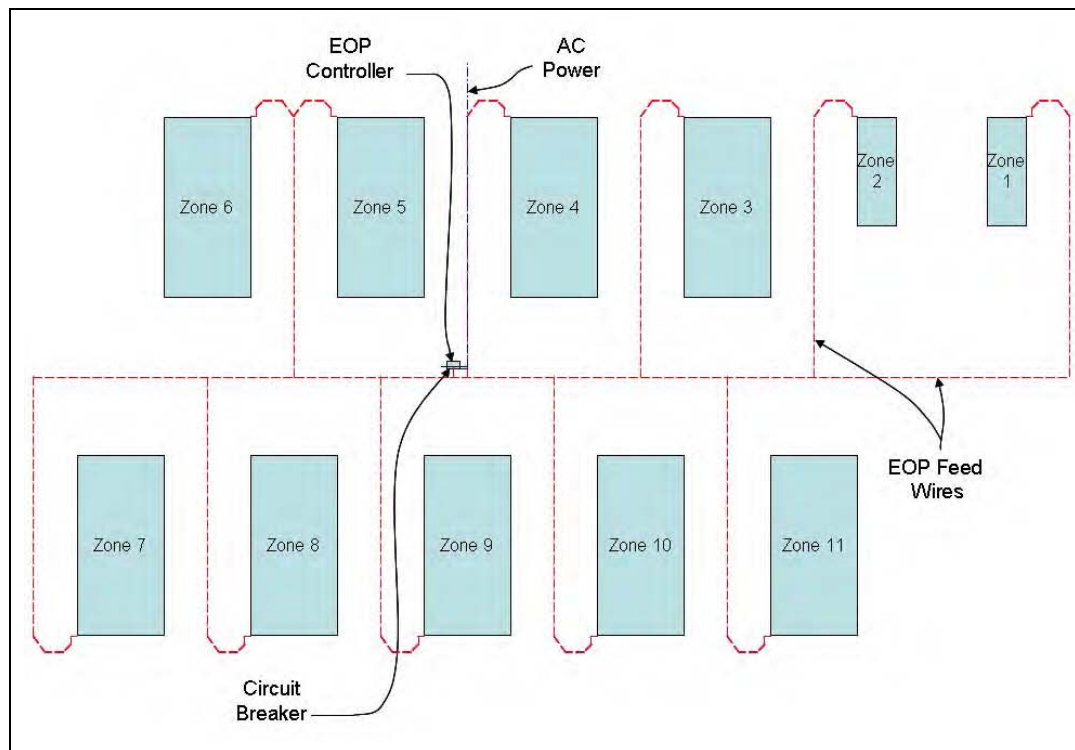 EOP
Controller
AC
Power
Zone 6
Zone 5
Zone 4
Zone 3
Zone
2
Zone
1
EOP Feed
Wires
Zone 7
Zone 8
Zone 9
Zone 10
Zone 11
Circuit
Breaker